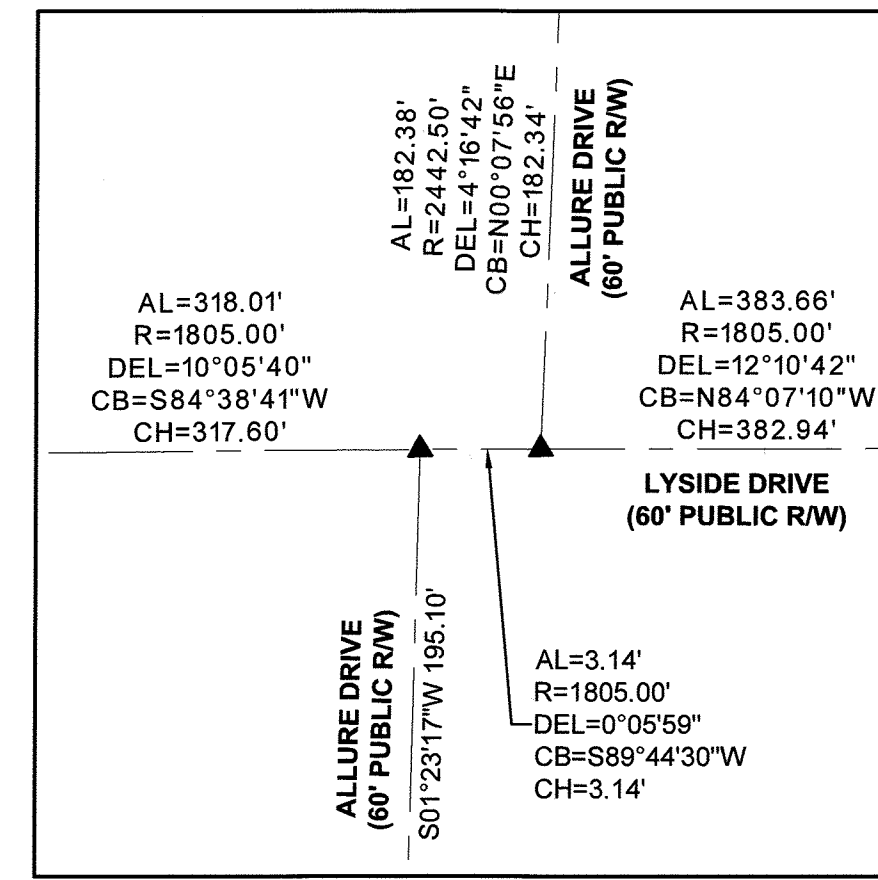 AL=182.38'
R=2442.50'
DEL=4°16'42"
CB=N00°07'56"E
CH=182.34'
ALLURE DRIVE
(60' PUBLIC R/W)
AL=318.01'
R=1805.00'
DEL=10°05'40"
CB=S84°38'41"W
CH=317.60'
AL=383.66'
R=1805.00'
DEL=12°10'42"
CB=N84°07'10"W
CH=382.94'
LYSIDE DRIVE
(60' PUBLIC R/W)
ALLURE DRIVE
(60' PUBLIC R/W)
S01°23'17"W 195.10'
AL=3.14'
R=1805.00'
DEL=0°05'59"
CB=S89°44'30"W
CH=3.14'